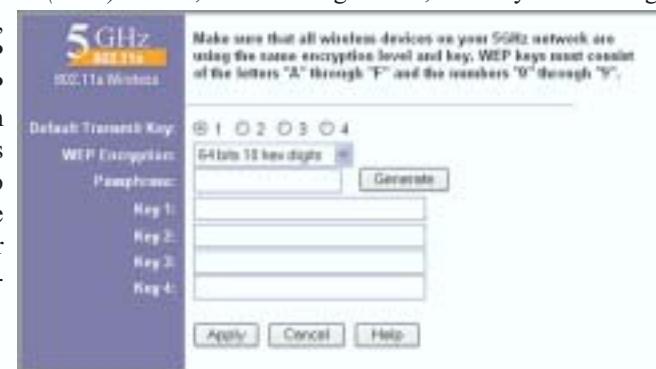 5 GHz
802.11a
802.11a Wireless
Make sure that all wireless devices on your 5GHz network are
using the same encryption level and key. WEP keys must consist
of the letters "A" through "F" and the numbers "0" through "9".
Default Transmit Key: 1 2 3 4
WEP Encryption: 64 bits 10 hex digits
Passphrase: Generate
Key 1:
Key 2:
Key 3:
Key 4:
Apply Cancel Help